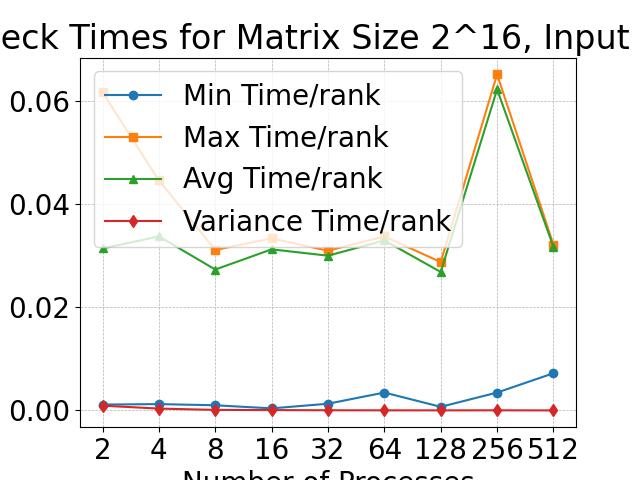 eck Times for Matrix Size 2^16, Input
Min Time/rank
Max Time/rank
Avg Time/rank
Variance Time/rank
0.06
0.04
0.02
0.00
2 4 8 16 32 64 128 256 512
Number of Processes